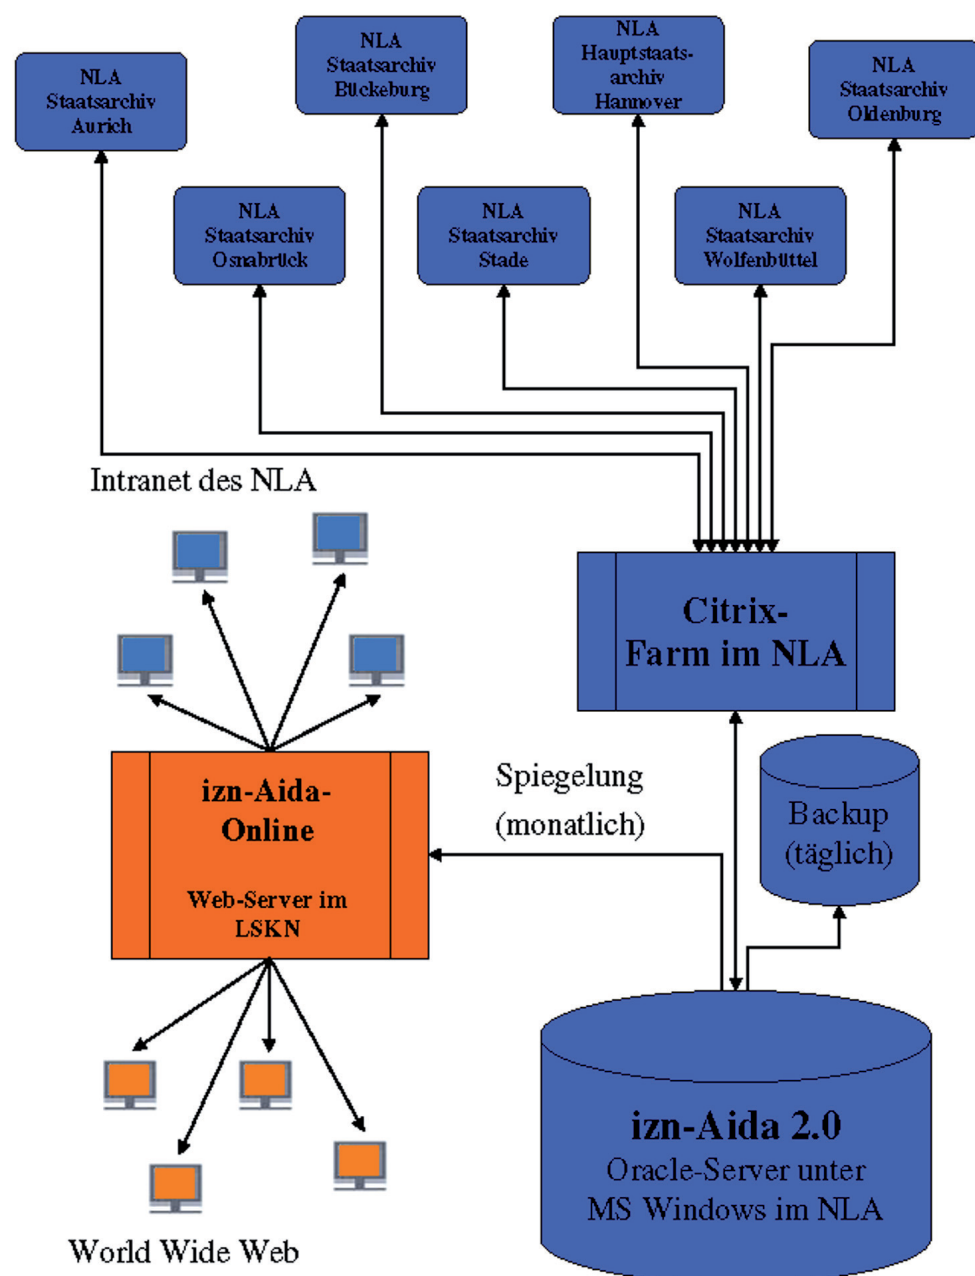 NLA
Staatsarchiv
Aurich
NLA
Staatsarchiv
Bückeburg
NLA
Hauptstaats-
archiv
Hannover
NLA
Staatsarchiv
Oldenburg
NLA
Staatsarchiv
Osnabrück
NLA
Staatsarchiv
Stade
NLA
Staatsarchiv
Wolfenbüttel
Intranet des NLA
Citrix-
Farm im NLA
izn-Aida-
Online
Web-Server im
LSKN
Spiegelung
(monatlich)
Backup
(täglich)
izn-Aida 2.0
Oracle-Server unter
MS Windows im NLA
World Wide Web